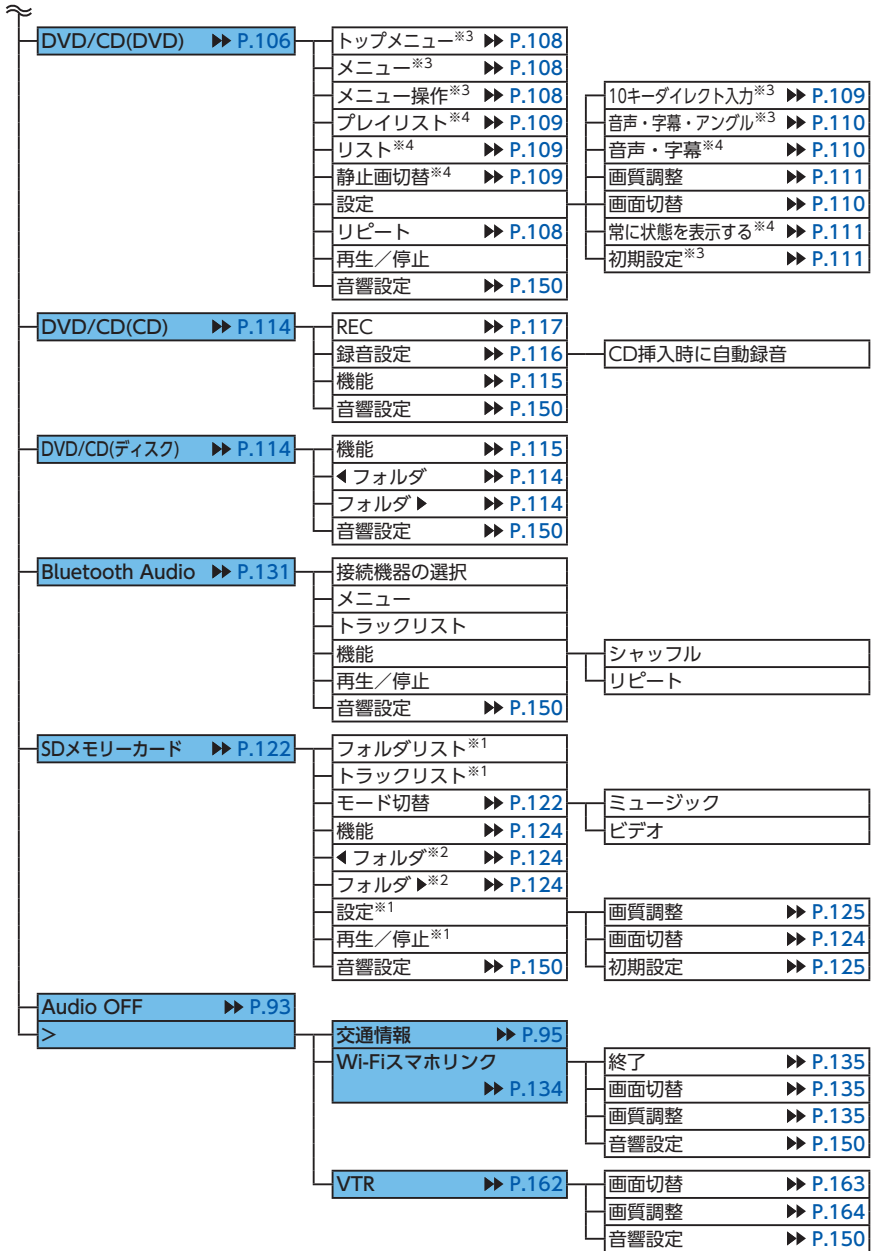 DVD/CD(DVD) ▶▶ P.106
トップメニュー※3 ▶▶ P.108
メニュー※3 ▶▶ P.108
メニュー操作※3 ▶▶ P.108
プレイリスト※4 ▶▶ P.109
リスト※4 ▶▶ P.109
静止画切替※4 ▶▶ P.109
設定
10キーダイレクト入力※3 ▶▶ P.109
音声・字幕・アングル※3 ▶▶ P.110
音声・字幕※4 ▶▶ P.110
画質調整 ▶▶ P.111
画面切替 ▶▶ P.110
常に状態を表示する※4 ▶▶ P.111
初期設定※3 ▶▶ P.111
リピート ▶▶ P.108
再生／停止
音響設定 ▶▶ P.150
DVD/CD(CD) ▶▶ P.114
REC ▶▶ P.117
録音設定 ▶▶ P.116
CD挿入時に自動録音
機能 ▶▶ P.115
音響設定 ▶▶ P.150
DVD/CD(ディスク) ▶▶ P.114
機能 ▶▶ P.115
◀ フォルダ ▶▶ P.114
フォルダ ▶ ▶▶ P.114
音響設定 ▶▶ P.150
Bluetooth Audio ▶▶ P.131
接続機器の選択
メニュー
トラックリスト
機能
シャッフル
リピート
再生／停止
音響設定 ▶▶ P.150
SDメモリーカード ▶▶ P.122
フォルダリスト※1
トラックリスト※1
モード切替 ▶▶ P.122
ミュージック
ビデオ
機能 ▶▶ P.124
◀ フォルダ※2 ▶▶ P.124
フォルダ ▶※2 ▶▶ P.124
設定※1
画質調整 ▶▶ P.125
画面切替 ▶▶ P.124
初期設定 ▶▶ P.125
再生／停止※1
音響設定 ▶▶ P.150
Audio OFF ▶▶ P.93
>
交通情報 ▶▶ P.95
Wi-Fiスマホリンク
▶▶ P.134
終了 ▶▶ P.135
画面切替 ▶▶ P.135
画質調整 ▶▶ P.135
音響設定 ▶▶ P.150
VTR ▶▶ P.162
画面切替 ▶▶ P.163
画質調整 ▶▶ P.164
音響設定 ▶▶ P.150